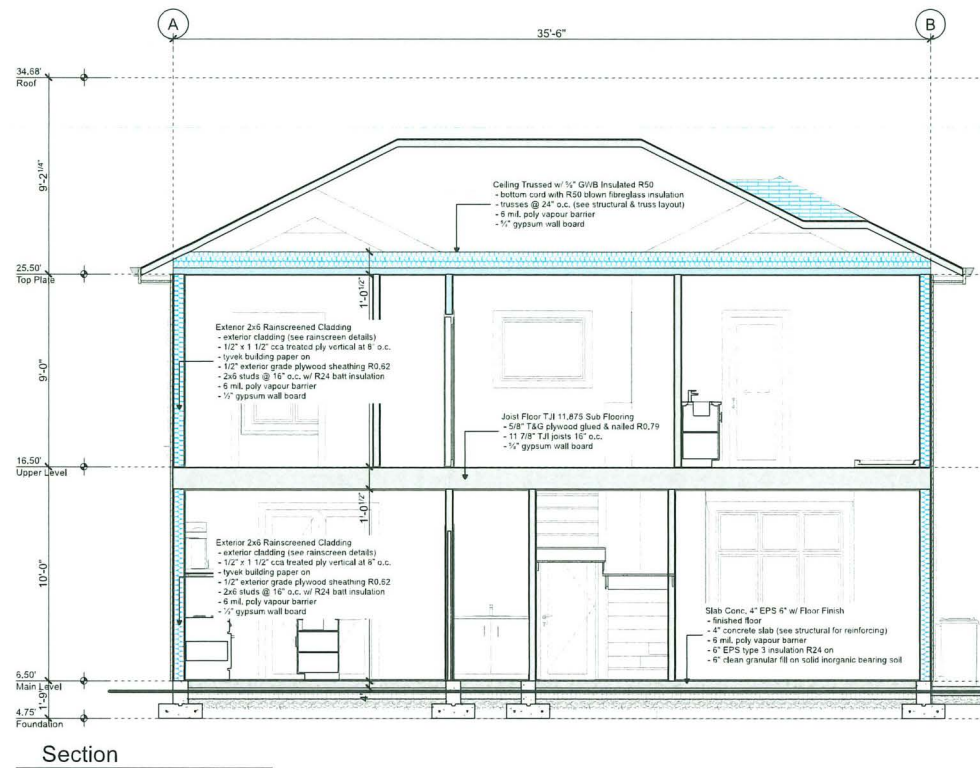 A
B
35'-6"
34.68'
Roof
9'-2 1/4"
Ceiling Trussed w/ ⅝" GWB Insulated R50
- bottom cord with R50 blown fibreglass insulation
- trusses @ 24" o.c. (see structural & truss layout)
- 6 mil. poly vapour barrier
- ⅝" gypsum wall board
25.50'
Top Plate
1'-0 1/2"
9'-0"
Exterior 2x6 Rainscreened Cladding
- exterior cladding (see rainscreen details)
- 1/2" x 1 1/2" cca treated ply vertical at 8" o.c.
- tyvek building paper on
- 1/2" exterior grade plywood sheathing R0.62
- 2x6 studs @ 16" o.c. w/ R24 batt insulation
- 6 mil. poly vapour barrier
- ½" gypsum wall board
Joist Floor TJI 11.875 Sub Flooring
- 5/8" T&G plywood glued & nailed R0.79
- 11 7/8" TJI joists 16" o.c.
- gypsum wall board
16.50'
Upper Level
1'-0 1/2"
10'-0"
Exterior 2x6 Rainscreened Cladding
- exterior cladding (see rainscreen details)
- 1/2" x 1 1/2" cca treated ply vertical at 8" o.c.
- tyvek building paper on
- 1/2" exterior grade plywood sheathing R0.62
- 2x6 studs @ 16" o.c. w/ R24 batt insulation
- 6 mil. poly vapour barrier
- ½" gypsum wall board
Slab Conc. 4" EPS 6" w/ Floor Finish
- finished floor
- 4" concrete slab (see structural for reinforcing)
- 6 mil. poly vapour barrier
- 6" EPS type 3 insulation R24 on
- 6" clean granular fill on solid inorganic bearing soil
6.50'
Main Level
1'-9"
4"
4.75'
Foundation
Section